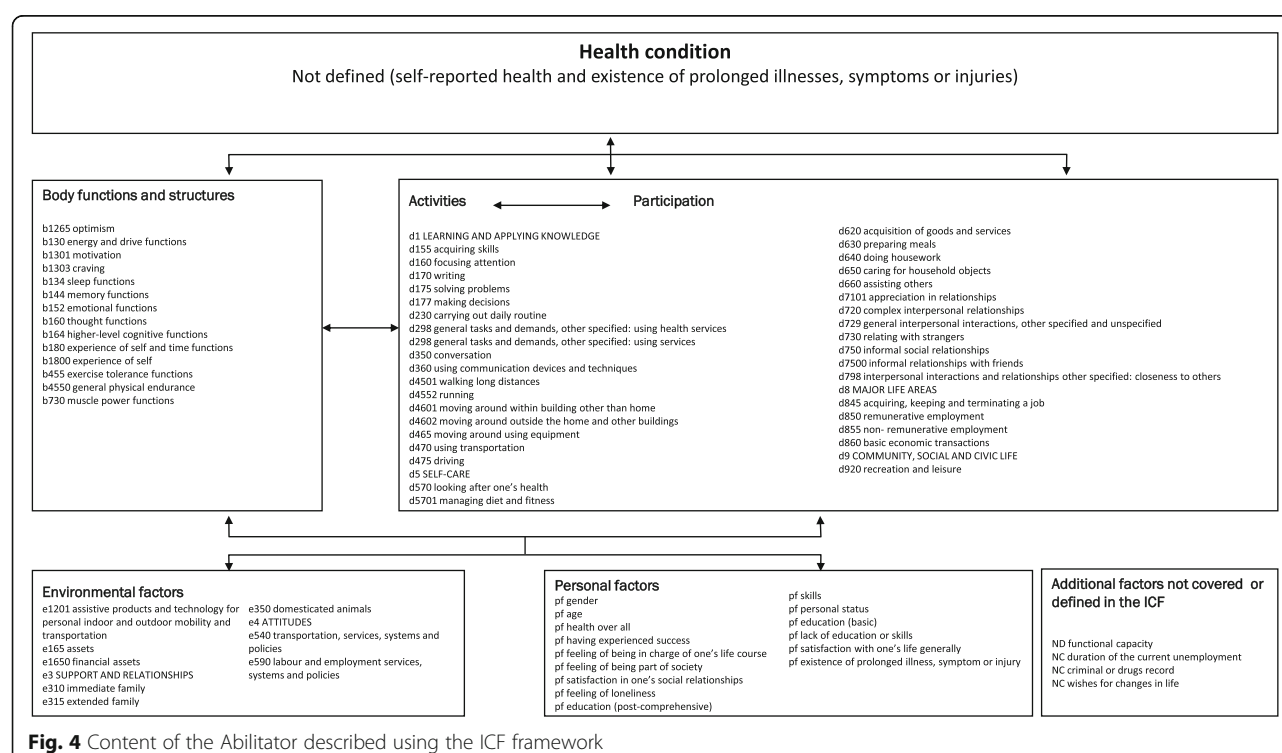 Health condition
Not defined (self-reported health and existence of prolonged illnesses, symptoms or injuries)
Body functions and structures
b1265 optimism
b130 energy and drive functions
b1301 motivation
b1303 craving
b134 sleep functions
b144 memory functions
b152 emotional functions
b160 thought functions
b164 higher-level cognitive functions
b180 experience of self and time functions
b1800 experience of self
b455 exercise tolerance functions
b4550 general physical endurance
b730 muscle power functions
Activities Participation
d1 LEARNING AND APPLYING KNOWLEDGE
d155 acquiring skills
d160 focusing attention
d170 writing
d175 solving problems
d177 making decisions
d230 carrying out daily routine
d298 general tasks and demands, other specified: using health services
d298 general tasks and demands, other specified: using services
d350 conversation
d360 using communication devices and techniques
d4501 walking long distances
d4552 running
d4601 moving around within building other than home
d4602 moving around outside the home and other buildings
d465 moving around using equipment
d470 using transportation
d475 driving
d5 SELF-CARE
d570 looking after one's health
d5701 managing diet and fitness
d620 acquisition of goods and services
d630 preparing meals
d640 doing housework
d650 caring for household objects
d660 assisting others
d7101 appreciation in relationships
d720 complex interpersonal relationships
d729 general interpersonal interactions, other specified and unspecified
d730 relating with strangers
d750 informal social relationships
d7500 informal relationships with friends
d798 interpersonal interactions and relationships other specified: closeness to others
d8 MAJOR LIFE AREAS
d845 acquiring, keeping and terminating a job
d850 remunerative employment
d855 non- remunerative employment
d860 basic economic transactions
d9 COMMUNITY, SOCIAL AND CIVIC LIFE
d920 recreation and leisure
Environmental factors
e1201 assistive products and technology for
personal indoor and outdoor mobility and
transportation
e165 assets
e1650 financial assets
e3 SUPPORT AND RELATIONSHIPS
e310 immediate family
e315 extended family
e350 domesticated animals
e4 ATTITUDES
e540 transportation, services, systems and
policies
e590 labour and employment services,
systems and policies
Personal factors
pf gender
pf age
pf health over all
pf having experienced success
pf feeling of being in charge of one's life course
pf feeling of being part of society
pf satisfaction in one's social relationships
pf feeling of loneliness
pf education (post-comprehensive)
pf skills
pf personal status
pf education (basic)
pf lack of education or skills
pf satisfaction with one's life generally
pf existence of prolonged illness, symptom or injury
Additional factors not covered or
defined in the ICF
ND functional capacity
NC duration of the current unemployment
NC criminal or drugs record
NC wishes for changes in life
Fig. 4 Content of the Abilitator described using the ICF framework